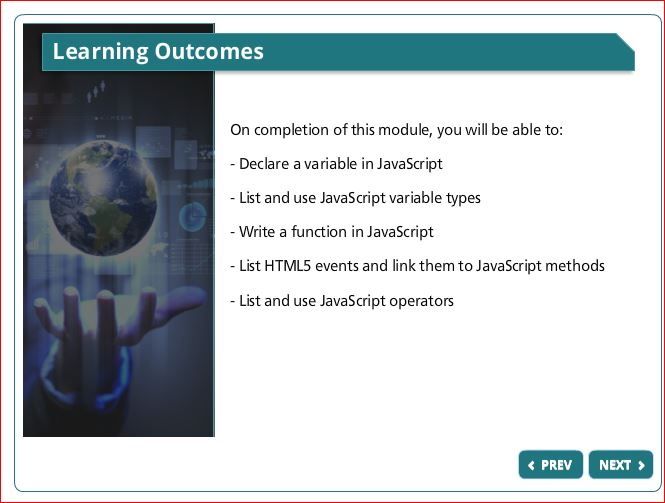 Learning Outcomes
On completion of this module, you will be able to:
- Declare a variable in JavaScript
- List and use JavaScript variable types
- Write a function in JavaScript
- List HTML5 events and link them to JavaScript methods
- List and use JavaScript operators
PREV NEXT